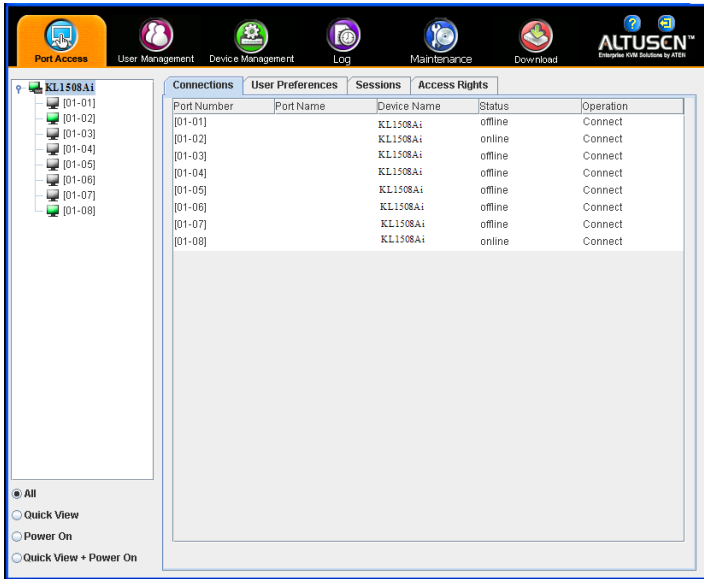 Port Access User Management Device Management Log Maintenance Download
ALTUSEN™
Enterprise KVM Solutions by ATEN
KL1508Ai
[01-01]
[01-02]
[01-03]
[01-04]
[01-05]
[01-06]
[01-07]
[01-08]
All
Quick View
Power On
Quick View + Power On
Connections User Preferences Sessions Access Rights
Port Number Port Name Device Name Status Operation
[01-01] KL1508Ai offline Connect
[01-02] KL1508Ai online Connect
[01-03] KL1508Ai offline Connect
[01-04] KL1508Ai offline Connect
[01-05] KL1508Ai offline Connect
[01-06] KL1508Ai offline Connect
[01-07] KL1508Ai offline Connect
[01-08] KL1508Ai online Connect